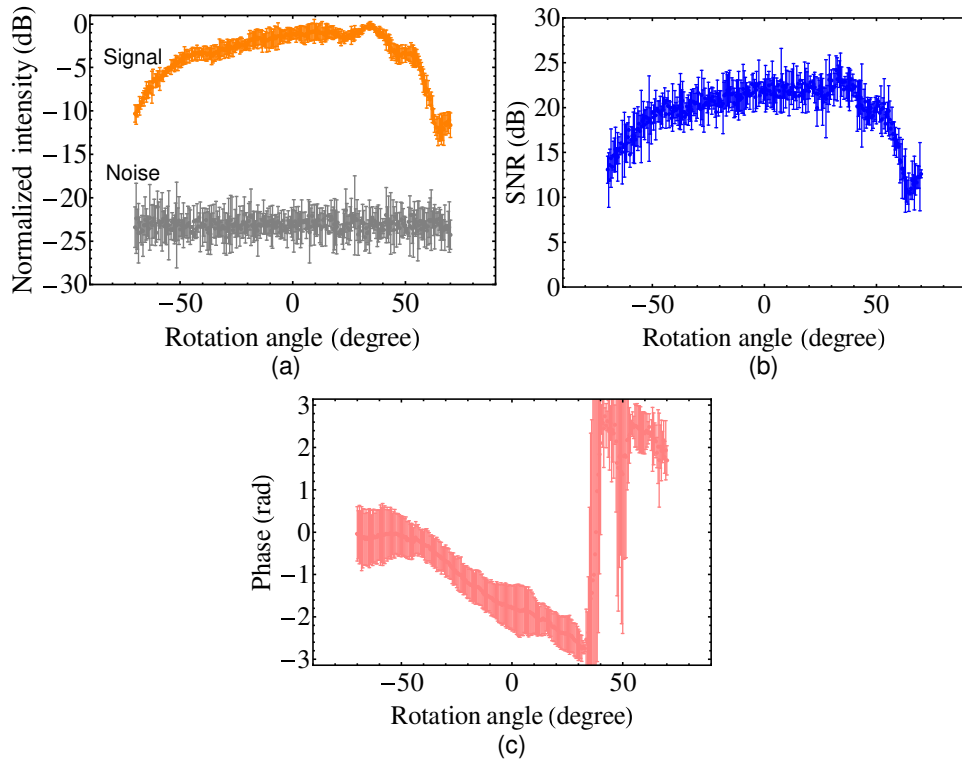 Normalized intensity (dB)
0
−5
−10
−15
−20
−25
−30
Signal
Noise
−50
0
50
Rotation angle (degree)
(a)
SNR (dB)
30
25
20
15
10
5
0
−50
0
50
Rotation angle (degree)
(b)
Phase (rad)
3
2
1
0
−1
−2
−3
−50
0
50
Rotation angle (degree)
(c)